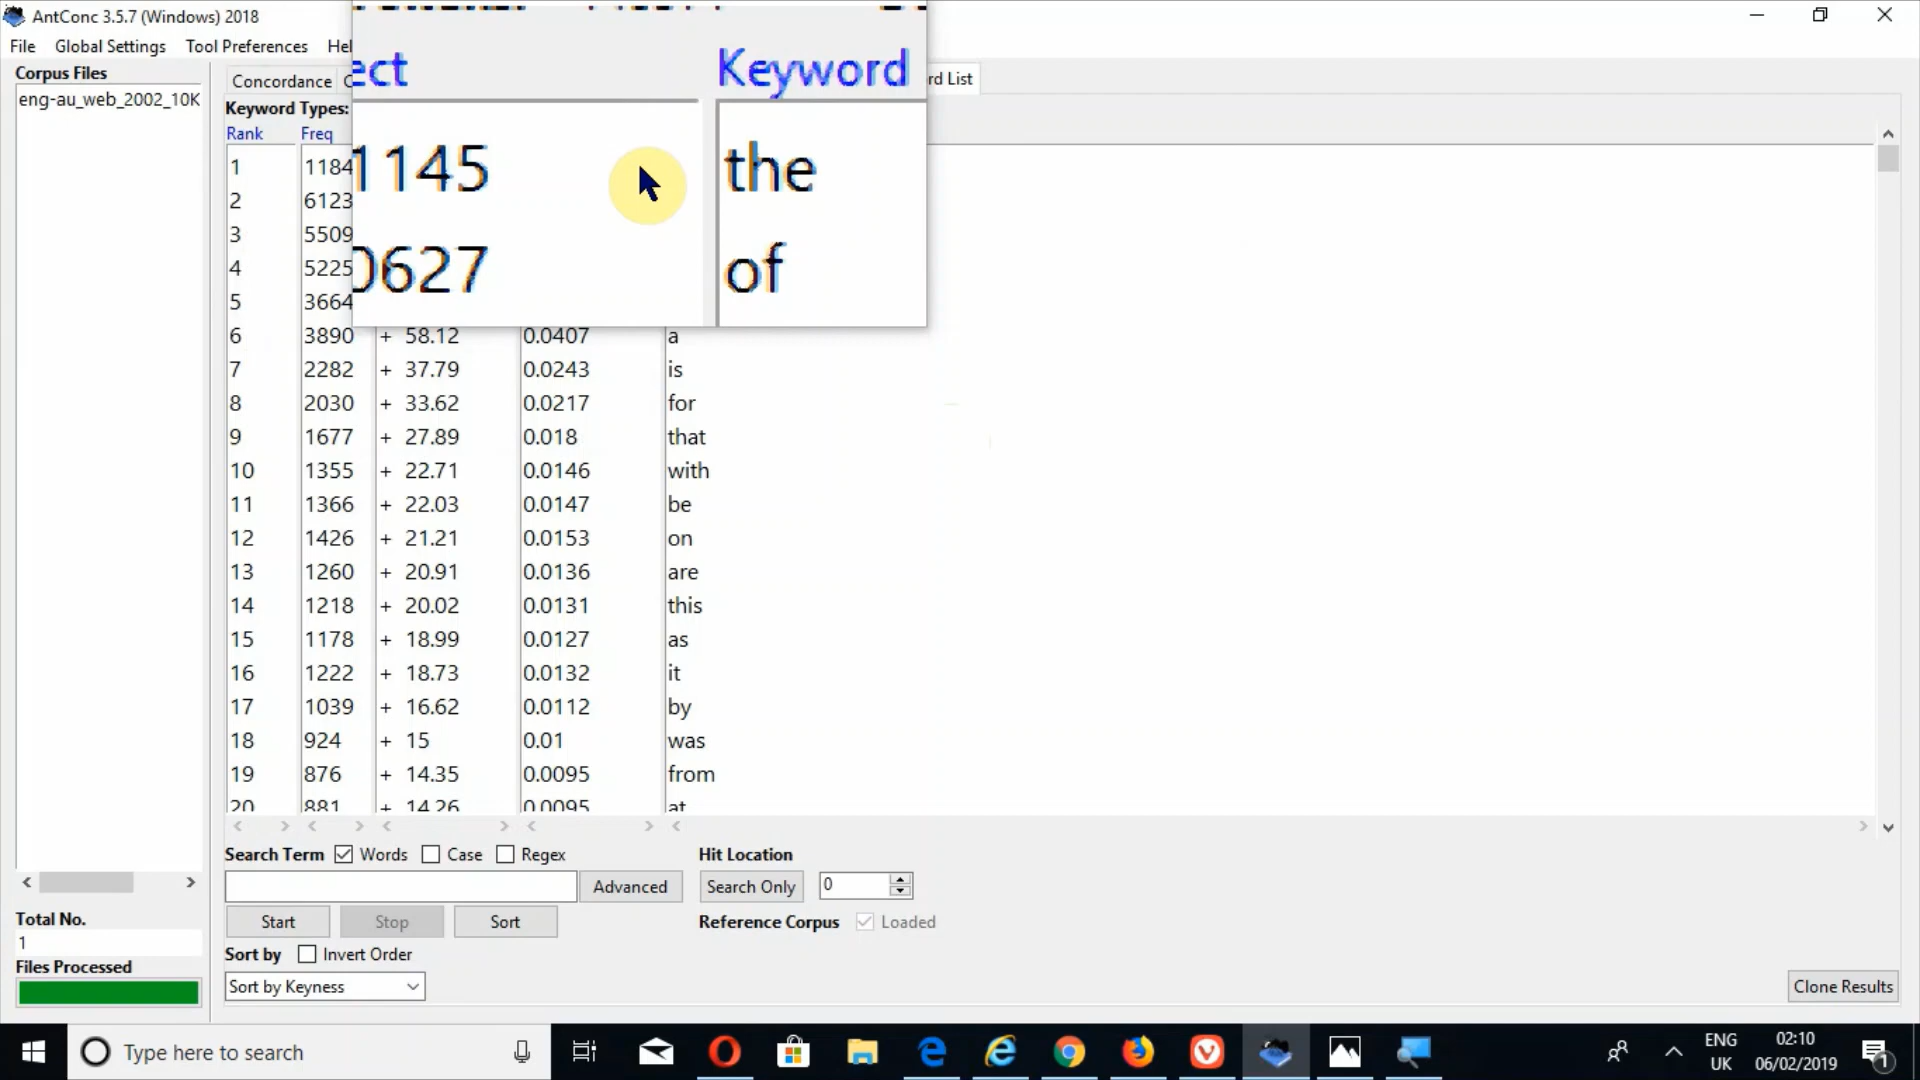 AntConc 3.5.7 (Windows) 2018
File Global Settings Tool Preferences Hel
Corpus Files
eng-au_web_2002_10K
Concordance C
rd List
Keyword Types:
Rank Freq
ect Keyword
1 1184
2 6123
3 5509
4 5225
5 3664
1145 the
0627 of
6 3890 + 58.12 0.0407 a
7 2282 + 37.79 0.0243 is
8 2030 + 33.62 0.0217 for
9 1677 + 27.89 0.018 that
10 1355 + 22.71 0.0146 with
11 1366 + 22.03 0.0147 be
12 1426 + 21.21 0.0153 on
13 1260 + 20.91 0.0136 are
14 1218 + 20.02 0.0131 this
15 1178 + 18.99 0.0127 as
16 1222 + 18.73 0.0132 it
17 1039 + 16.62 0.0112 by
18 924 + 15 0.01 was
19 876 + 14.35 0.0095 from
20 881 + 14.26 0.0095 at
Search Term Words Case Regex
Advanced
Hit Location
Search Only 0
Start Stop Sort
Reference Corpus Loaded
Sort by Invert Order
Sort by Keyness
Clone Results
Total No.
1
Files Processed
Type here to search
ENG
UK
02:10
06/02/2019
1